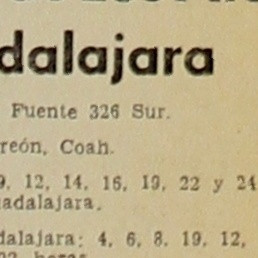 dalajara
Fuente 326 Sur.
reón, Coah.
9, 12, 14, 16, 19, 22 y 24
adalajara.
dalajara: 4, 6, 8, 10, 12,